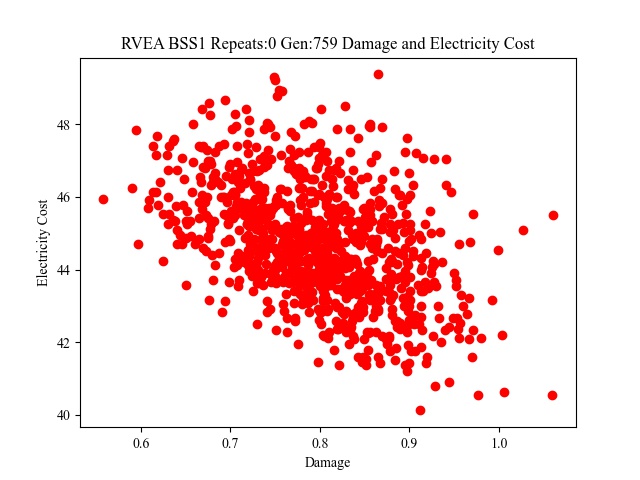 RVEA BSS1 Repeats:0 Gen:759 Damage and Electricity Cost
48
46
44
42
40
Electricity Cost
0.6 0.7 0.8 0.9 1.0
Damage